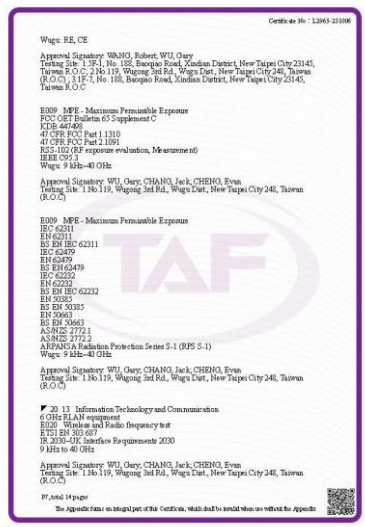 Certificate No：L2965-231006
Wugu: RE, CE
Approval Signatory: WANG, Robert, WU, Gary
Testing Site: 1.5F-1, No. 188, Baoqiao Road, Xindian District, New Taipei City 23145,
Taiwan R.O.C; 2.No.119, Wugong 3rd Rd., Wugu Dist., New Taipei City 248, Taiwan
(R.O.C) ; 3.1F-7, No. 188, Baoqiao Road, Xindian District, New Taipei City 23145,
Taiwan R.O.C
E009 MPE - Maximum Permissible Exposure
FCC OET Bulletin 65 Supplement C
KDB 447498
47 CFR FCC Part 1.1310
47 CFR FCC Part 2.1091
RSS-102 (RF exposure evaluation, Measurement)
IEEE C95.3
Wugu: 9 kHz~40 GHz
Approval Signatory: WU, Gary, CHANG, Jack; CHENG, Evan
Testing Site: 1.No.119, Wugong 3rd Rd., Wugu Dist., New Taipei City 248, Taiwan
(R.O.C)
E009 MPE - Maximum Permissible Exposure
IEC 62311
EN 62311
BS EN IEC 62311
IEC 62479
EN 62479
BS EN 62479
IEC 62232
EN 62232
BS EN IEC 62232
EN 50385
BS EN 50385
EN 50663
BS EN 50663
AS/NZS 2772.1
AS/NZS 2772.2
ARPANSA Radiation Protection Series S-1 (RPS S-1)
Wugu: 9 kHz~40 GHz
TAF
Approval Signatory: WU, Gary, CHANG, Jack; CHENG, Evan
Testing Site: 1.No.119, Wugong 3rd Rd., Wugu Dist., New Taipei City 248, Taiwan
(R.O.C)
◤ 20. 13 Information Technology and Communication
6 GHz RLAN equipment
E020 Wireless and Radio frequency test
ETSI EN 303 687
IR 2030–UK Interface Requirements 2030
9 kHz to 40 GHz
Approval Signatory: WU, Gary, CHANG, Jack; CHENG, Evan
Testing Site: 1.No.119, Wugong 3rd Rd., Wugu Dist., New Taipei City 248, Taiwan
(R.O.C)
P7, total 14 pages
The Appendix forms an integral part of this Certificate, which shall be invalid when use without the Appendix